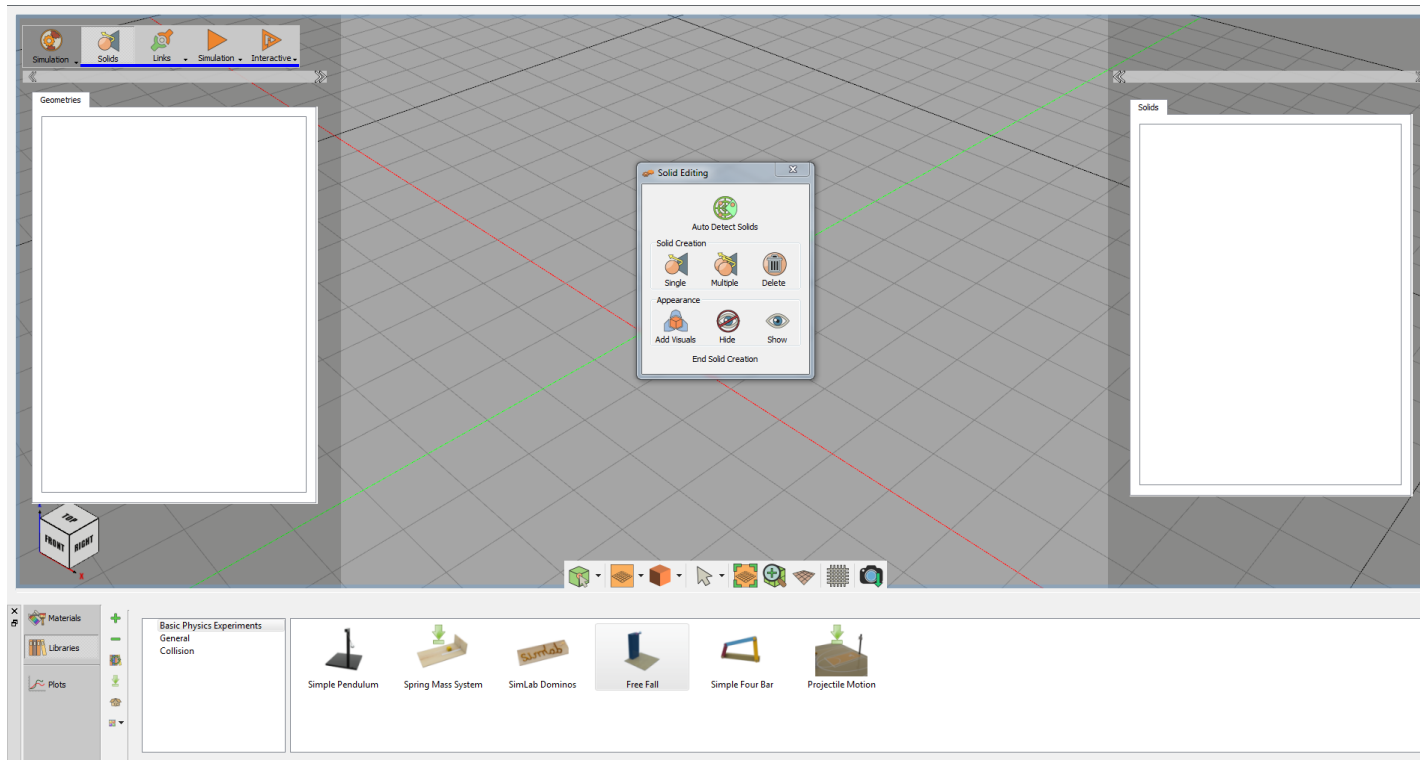 Simulation Solids Links Simulation Interactive
Geometries
Solids
Solid Editing
Auto Detect Solids
Solid Creation
Single Multiple Delete
Appearance
Add Visuals Hide Show
End Solid Creation
TOP
FRONT RIGHT
X
Materials
Libraries
Plots
Basic Physics Experiments
General
Collision
Simple Pendulum Spring Mass System SimLab Dominos Free Fall Simple Four Bar Projectile Motion